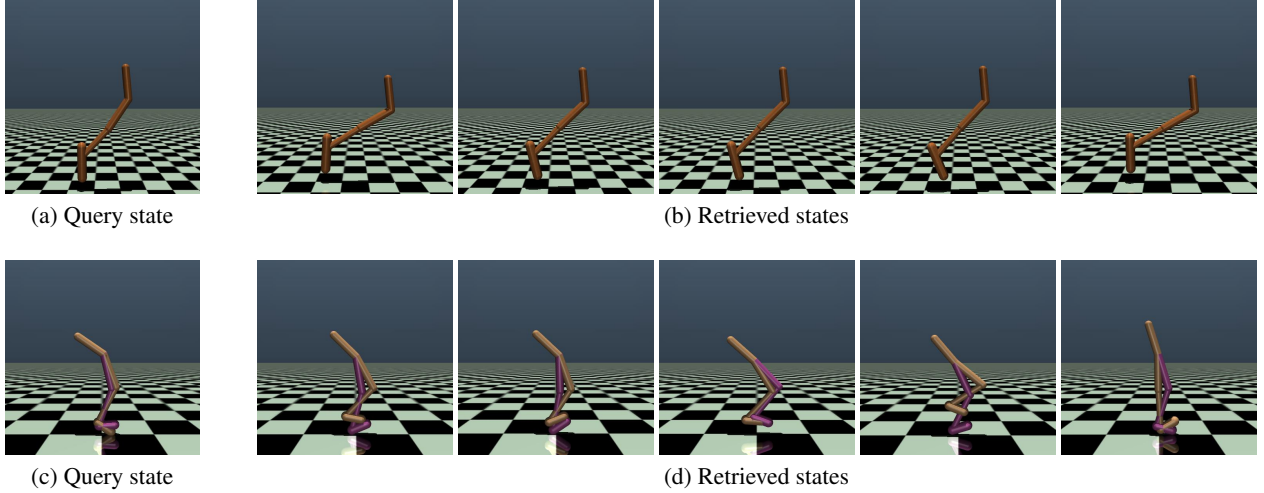 (a) Query state
(b) Retrieved states
(c) Query state
(d) Retrieved states